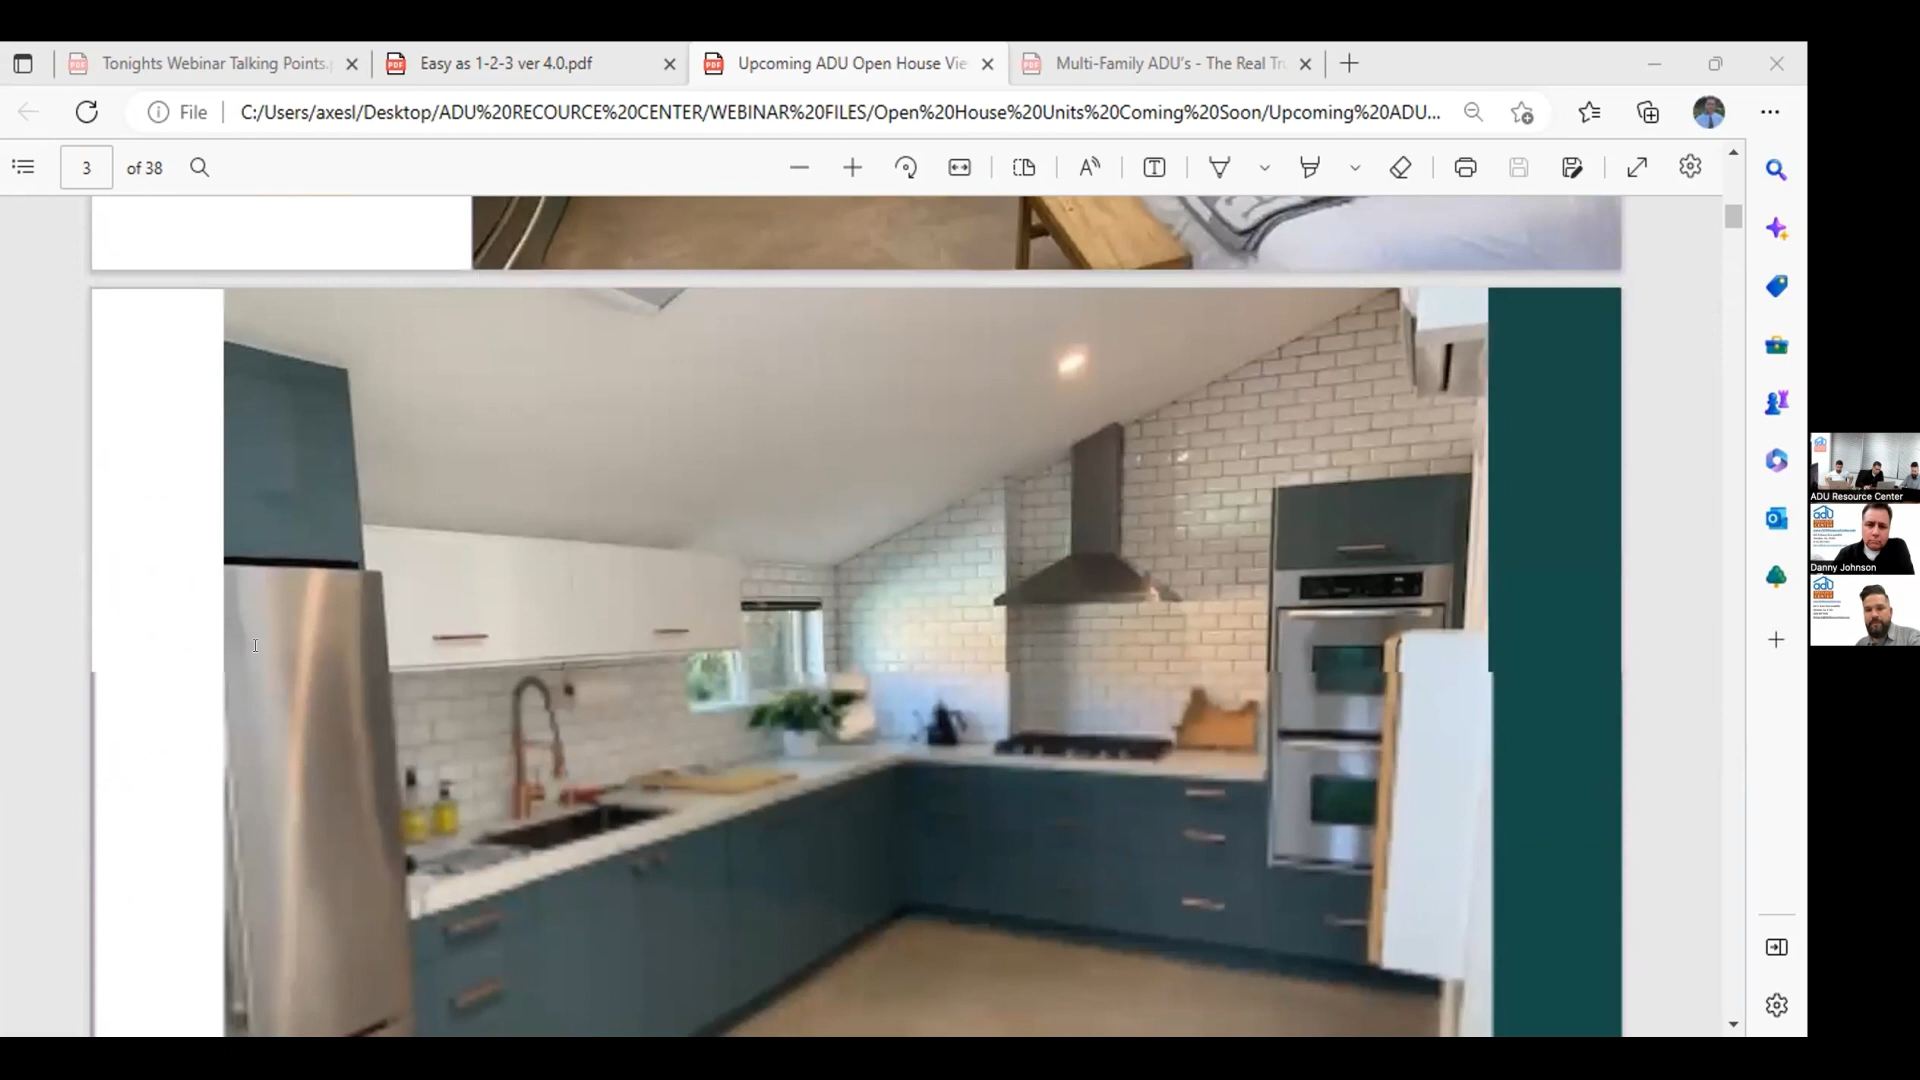 Tonights Webinar Talking Points.
Easy as 1-2-3 ver 4.0.pdf
Upcoming ADU Open House Vie
Multi-Family ADU's - The Real Tr
File
C:/Users/axesl/Desktop/ADU%20RECOURCE%20CENTER/WEBINAR%20FILES/Open%20House%20Units%20Coming%20Soon/Upcoming%20ADU...
3
of 38
ADU Resource Center
adu
Danny Johnson
adu